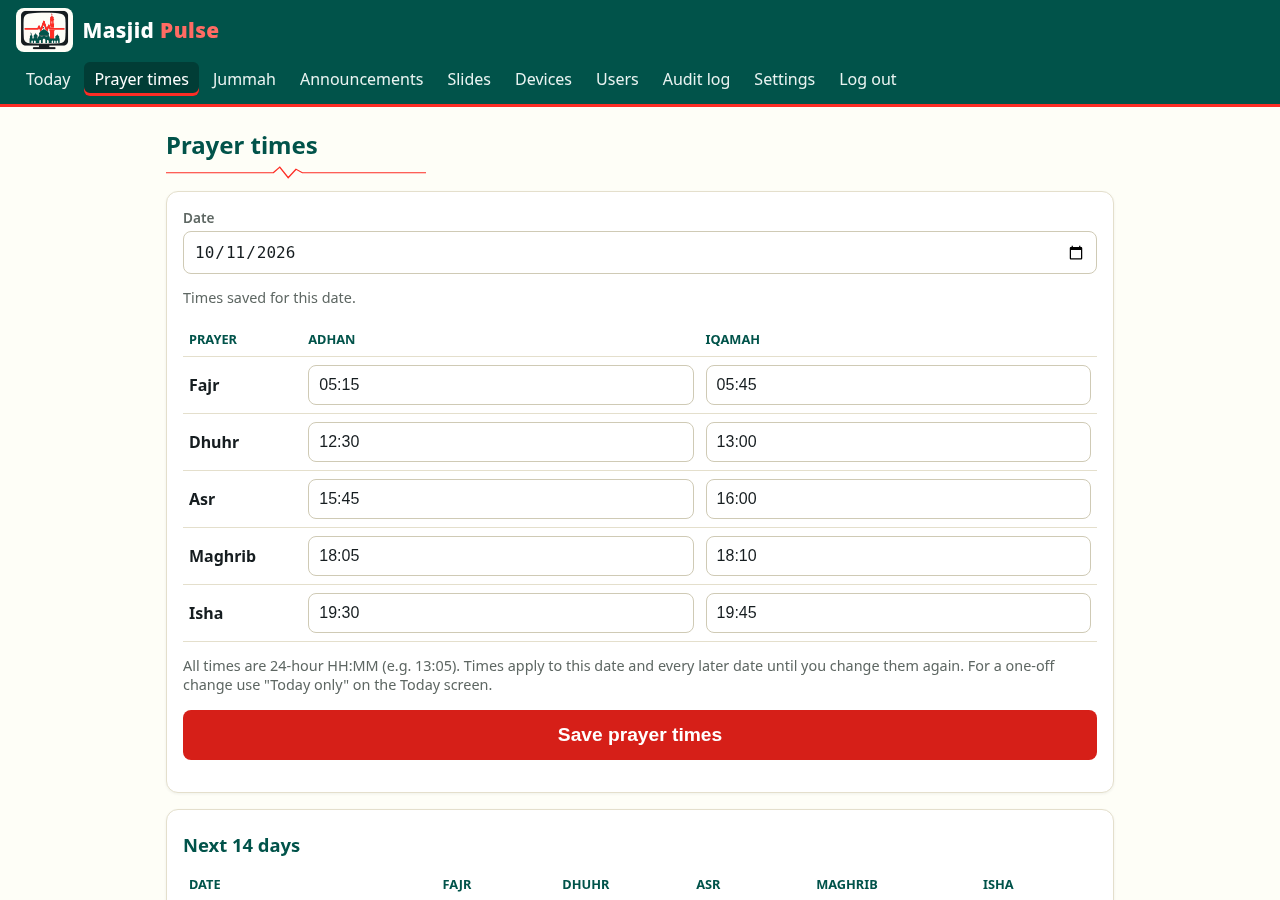 Masjid Pulse
Today Prayer times Jummah Announcements Slides Devices Users Audit log Settings Log out
Prayer times
Date
10/11/2026
Times saved for this date.
PRAYER ADHAN IQAMAH
Fajr 05:15 05:45
Dhuhr 12:30 13:00
Asr 15:45 16:00
Maghrib 18:05 18:10
Isha 19:30 19:45
All times are 24-hour HH:MM (e.g. 13:05). Times apply to this date and every later date until you change them again. For a one-off
change use "Today only" on the Today screen.
Save prayer times
Next 14 days
DATE FAJR DHUHR ASR MAGHRIB ISHA